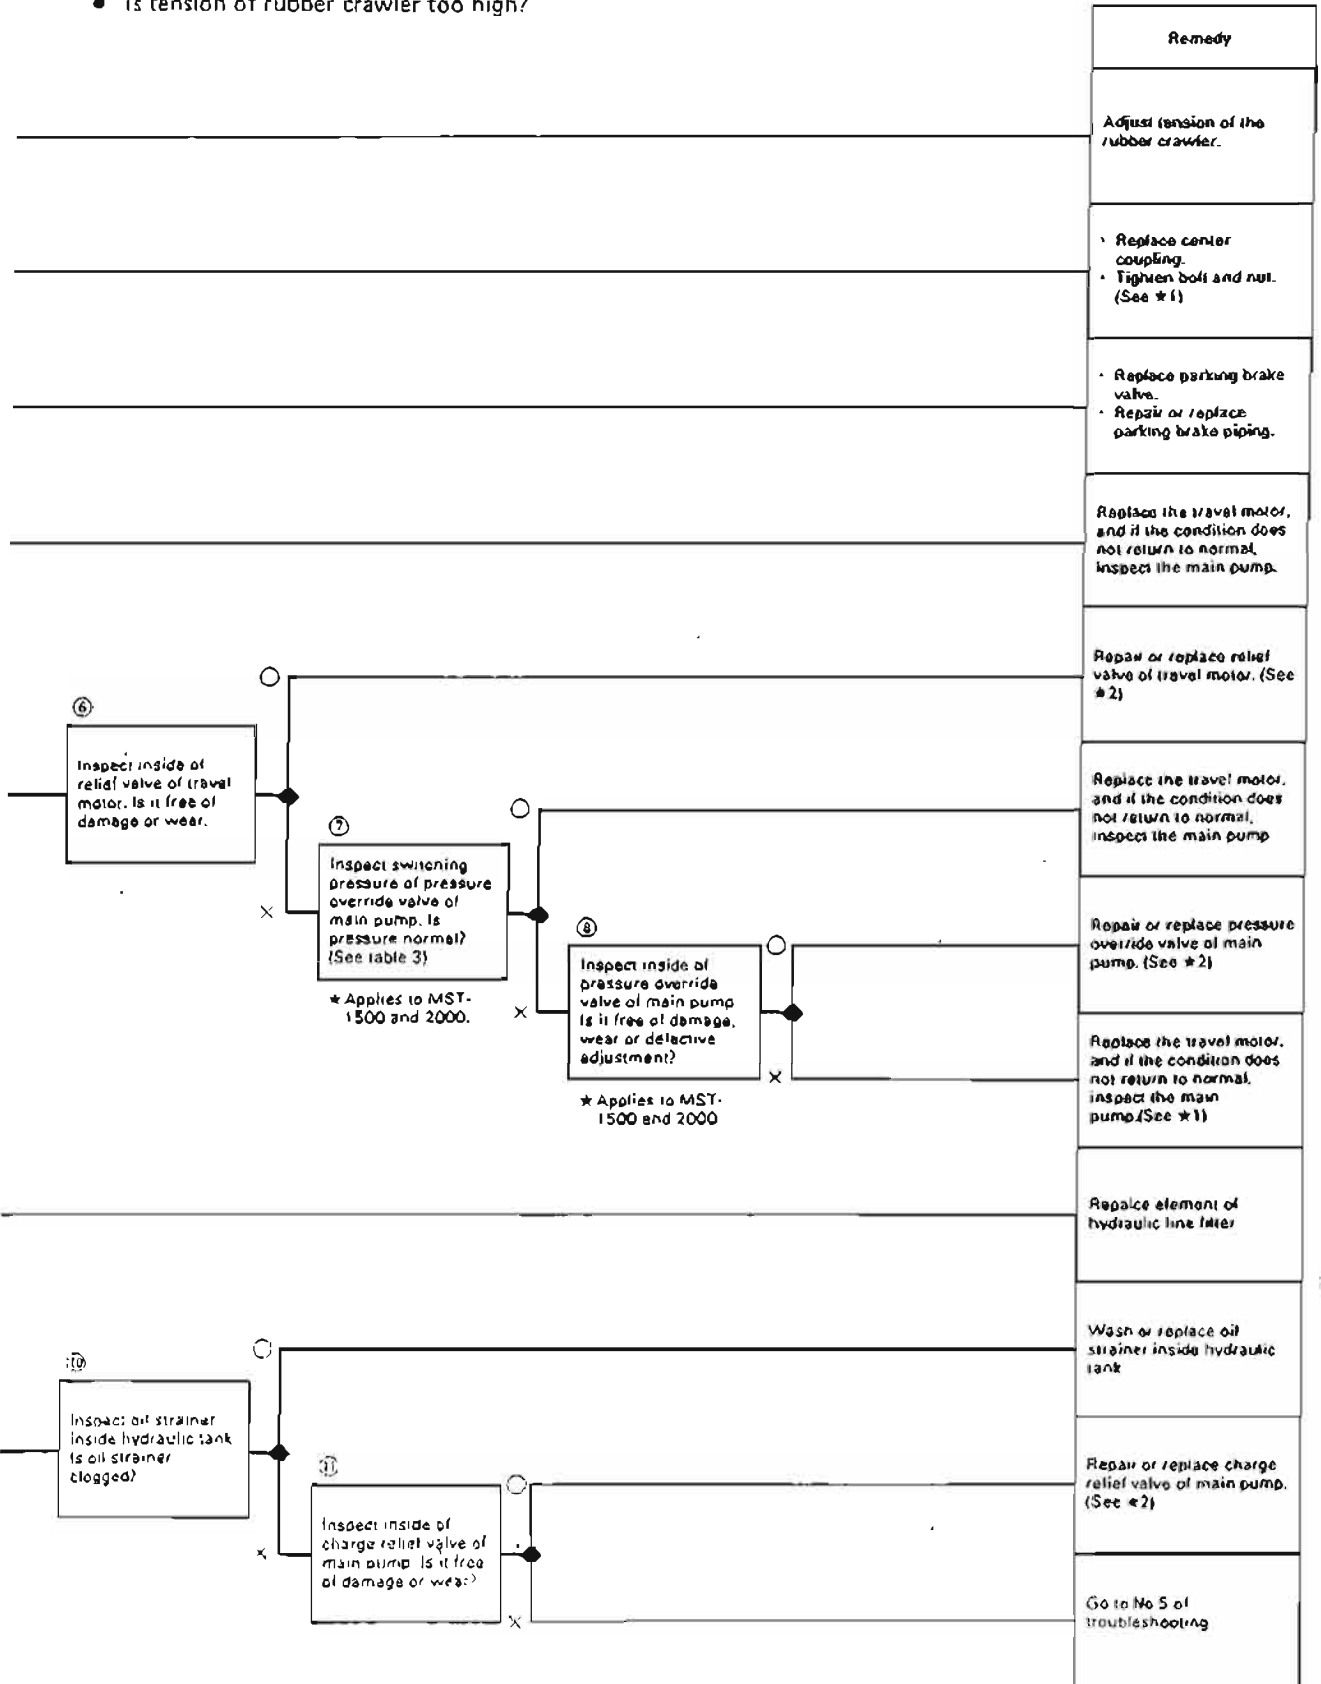 ● Is tension of rubber crawler too high?
Remedy
Adjust tension of the
rubber crawler.
・ Replace center
coupling.
・ Tighten bolt and nut.
(See ★1)
・ Replace parking brake
valve.
・ Repair or replace
parking brake piping.
Replace the travel motor,
and if the condition does
not return to normal,
inspect the main pump.
○
Repair or replace relief
valve of travel motor. (See
★2)
⑥
Inspect inside of
relief valve of travel
motor. Is it free of
damage or wear.
×
○
Replace the travel motor,
and if the condition does
not return to normal,
inspect the main pump
⑦
Inspect switching
pressure of pressure
override valve of
main pump. Is
pressure normal?
(See table 3)
★ Applies to MST-
1500 and 2000.
×
○
Repair or replace pressure
override valve of main
pump. (See ★2)
⑧
Inspect inside of
pressure override
valve of main pump
Is it free of damage,
wear or defective
adjustment?
★ Applies to MST-
1500 and 2000
×
Replace the travel motor,
and if the condition does
not return to normal,
inspect the main
pump.(See ★1)
Repalce element of
hydraulic line filter
○
Wash or replace oil
strainer inside hydraulic
tank
⑩
Inspect oil strainer
inside hydraulic tank
Is oil strainer
clogged?
×
○
Repair or replace charge
relief valve of main pump.
(See ★2)
⑪
Inspect inside of
charge relief valve of
main pump Is it free
of damage or wear?
×
Go to No 5 of
troubleshooting